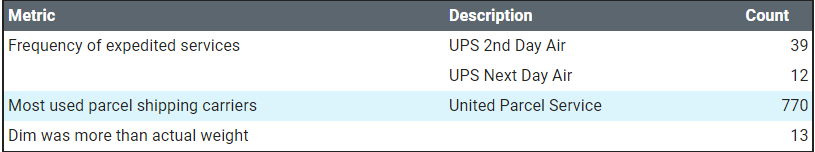 Metric Description Count
Frequency of expedited services UPS 2nd Day Air 39
UPS Next Day Air 12
Most used parcel shipping carriers United Parcel Service 770
Dim was more than actual weight 13